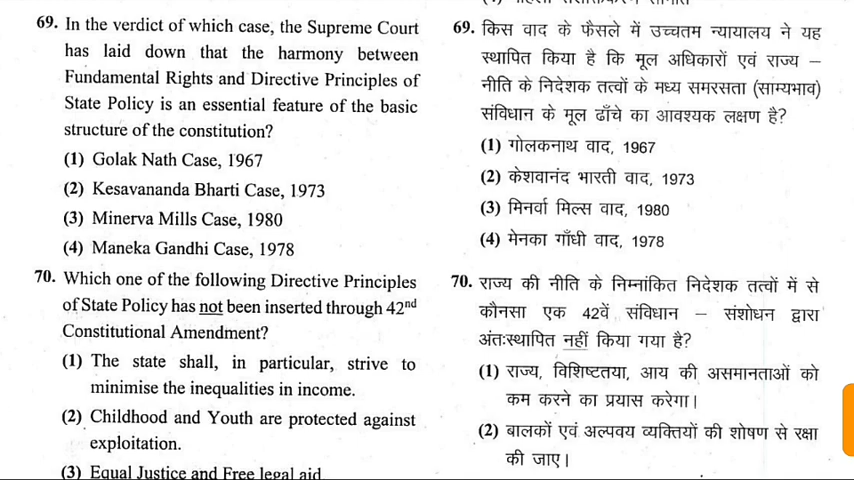 69. In the verdict of which case, the Supreme Court
has laid down that the harmony between
Fundamental Rights and Directive Principles of
State Policy is an essential feature of the basic
structure of the constitution?
(1) Golak Nath Case, 1967
(2) Kesavananda Bharti Case, 1973
(3) Minerva Mills Case, 1980
(4) Maneka Gandhi Case, 1978
70. Which one of the following Directive Principles
of State Policy has not been inserted through 42nd
Constitutional Amendment?
(1) The state shall, in particular, strive to
minimise the inequalities in income.
(2) Childhood and Youth are protected against
exploitation.
(3) Equal Justice and Free legal aid
69. किस वाद के फैसले में उच्चतम न्यायालय ने यह
स्थापित किया है कि मूल अधिकारों एवं राज्य –
नीति के निदेशक तत्वों के मध्य समरसता (साम्यभाव)
संविधान के मूल ढाँचे का आवश्यक लक्षण है?
(1) गोलकनाथ वाद, 1967
(2) केशवानंद भारती वाद, 1973
(3) मिनर्वा मिल्स वाद, 1980
(4) मेनका गाँधी वाद, 1978
70. राज्य की नीति के निम्नांकित निदेशक तत्वों में से
कौनसा एक 42वें संविधान – संशोधन द्वारा
अंतःस्थापित नहीं किया गया है?
(1) राज्य, विशिष्टतया, आय की असमानताओं को
कम करने का प्रयास करेगा।
(2) बालकों एवं अल्पवय व्यक्तियों की शोषण से रक्षा
की जाए।